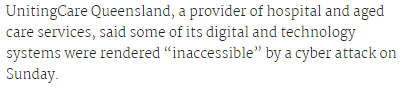 UnitingCare Queensland, a provider of hospital and aged
care services, said some of its digital and technology
systems were rendered “inaccessible” by a cyber attack on
Sunday.